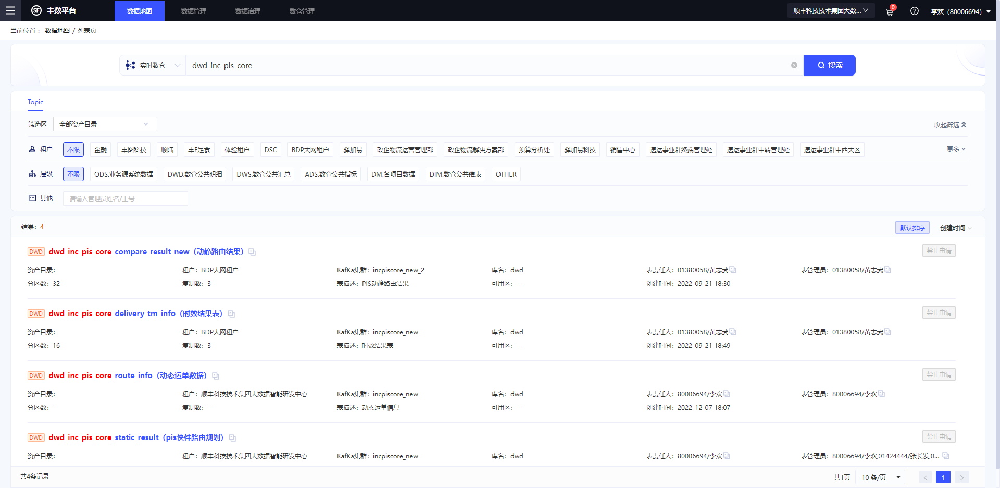 丰数平台 数据地图 数据管理 数据治理 数仓管理 顺丰科技技术集团大数... 0 李欢（80006694）
当前位置： 数据地图 / 列表页
实时数仓 dwd_inc_pis_core 搜索
Topic
筛选区 全部资产目录 收起筛选
租户 不限 金融 丰图科技 顺陆 丰E足食 体验租户 DSC BDP大网租户 驿加易 政企物流运营管理部 政企物流解决方案部 预算分析处 驿加易科技 销售中心 速运事业群终端管理处 速运事业群中转管理处 速运事业群中西大区 更多
层级 不限 ODS.业务源系统数据 DWD.数仓公共明细 DWS.数仓公共汇总 ADS.数仓公共指标 DM.各项目数据 DIM.数仓公共维表 OTHER
其他 请输入管理员姓名/工号
结果：4 默认排序 创建时间
DWD dwd_inc_pis_core_compare_result_new（动静路由结果） 禁止申请
资产目录： 租户：BDP大网租户 KafKa集群：incpiscore_new_2 库名：dwd 表责任人：01380058/黄志武 表管理员：01380058/黄志武
分区数：32 复制数：3 表描述：PIS动静路由结果 可用区：-- 创建时间：2022-09-21 18:30
DWD dwd_inc_pis_core_delivery_tm_info（时效结果表） 禁止申请
资产目录： 租户：BDP大网租户 KafKa集群：incpiscore_new 库名：dwd 表责任人：01380058/黄志武 表管理员：01380058/黄志武
分区数：16 复制数：3 表描述：时效结果表 可用区：-- 创建时间：2022-09-21 18:49
DWD dwd_inc_pis_core_route_info（动态运单数据） 禁止申请
资产目录： 租户：顺丰科技技术集团大数据智能研发中心 KafKa集群：incpiscore_new 库名：dwd 表责任人：80006694/李欢 表管理员：80006694/李欢
分区数：-- 复制数：-- 表描述：动态运单信息 可用区：-- 创建时间：2022-12-07 18:07
DWD dwd_inc_pis_core_static_result（pis快件路由规划） 禁止申请
资产目录： 租户：顺丰科技技术集团大数据智能研发中心 KafKa集群：incpiscore_new 库名：dwd 表责任人：80006694/李欢 表管理员：80006694/李欢,01424444/张长发,0...
共4条记录 共1页 10 条/页 < 1 >